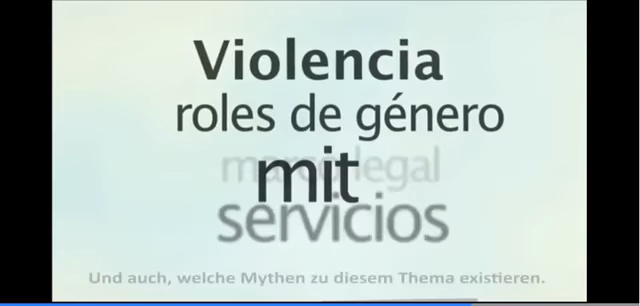 Violencia
roles de género
marco legal
mit
servicios
Und auch, welche Mythen zu diesem Thema existieren.